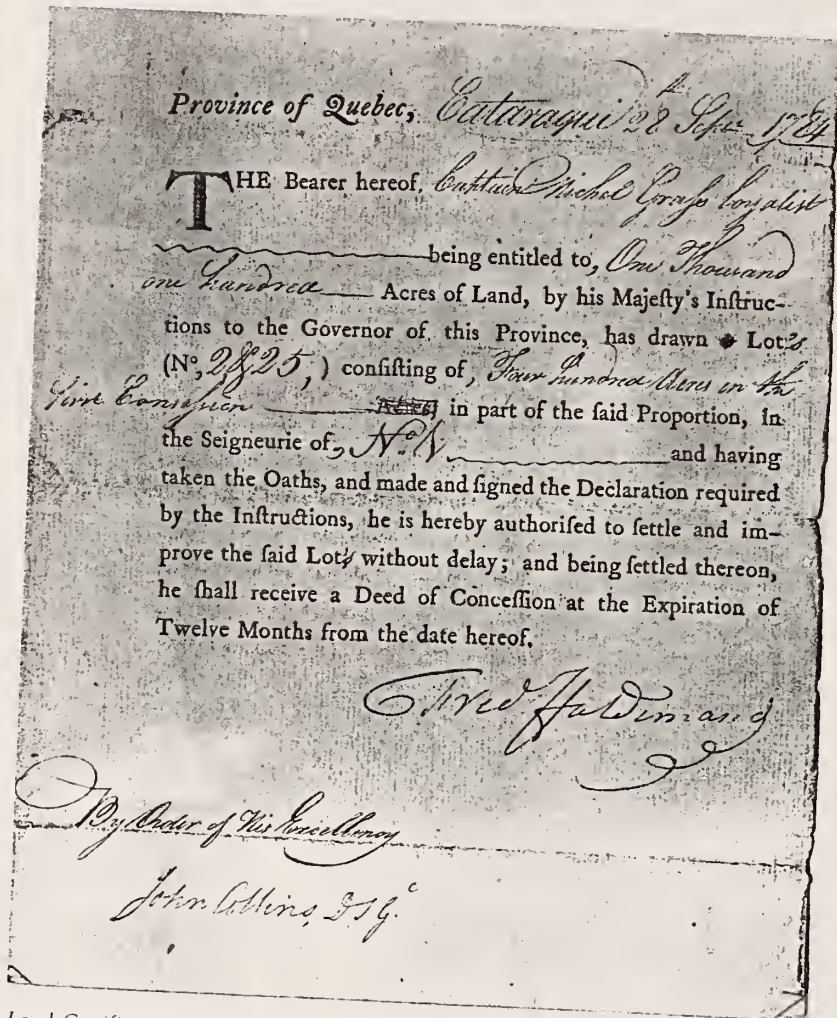 Province of Quebec, Cataraqui 28 Sept 1784
THE Bearer hereof, Captain Michel Grass Loyalist
being entitled to, One Thousand
one hundred Acres of Land, by his Majeſty's Inſtruc-
tions to the Governor of this Province, has drawn Lot's
(No, 2 & 25,) conſiſting of, Four hundred Acres in the
firſt Conceſſion Acres, in part of the ſaid Proportion, In
the Seigneurie of, No. 1 and having
taken the Oaths, and made and ſigned the Declaration required
by the Inſtructions, he is hereby authoriſed to ſettle and im-
prove the ſaid Lot's without delay; and being ſettled thereon,
he ſhall receive a Deed of Conceſſion at the Expiration of
Twelve Months from the date hereof.
Fred Haldimand
By Order of His Excellency
John Collins, D S G.